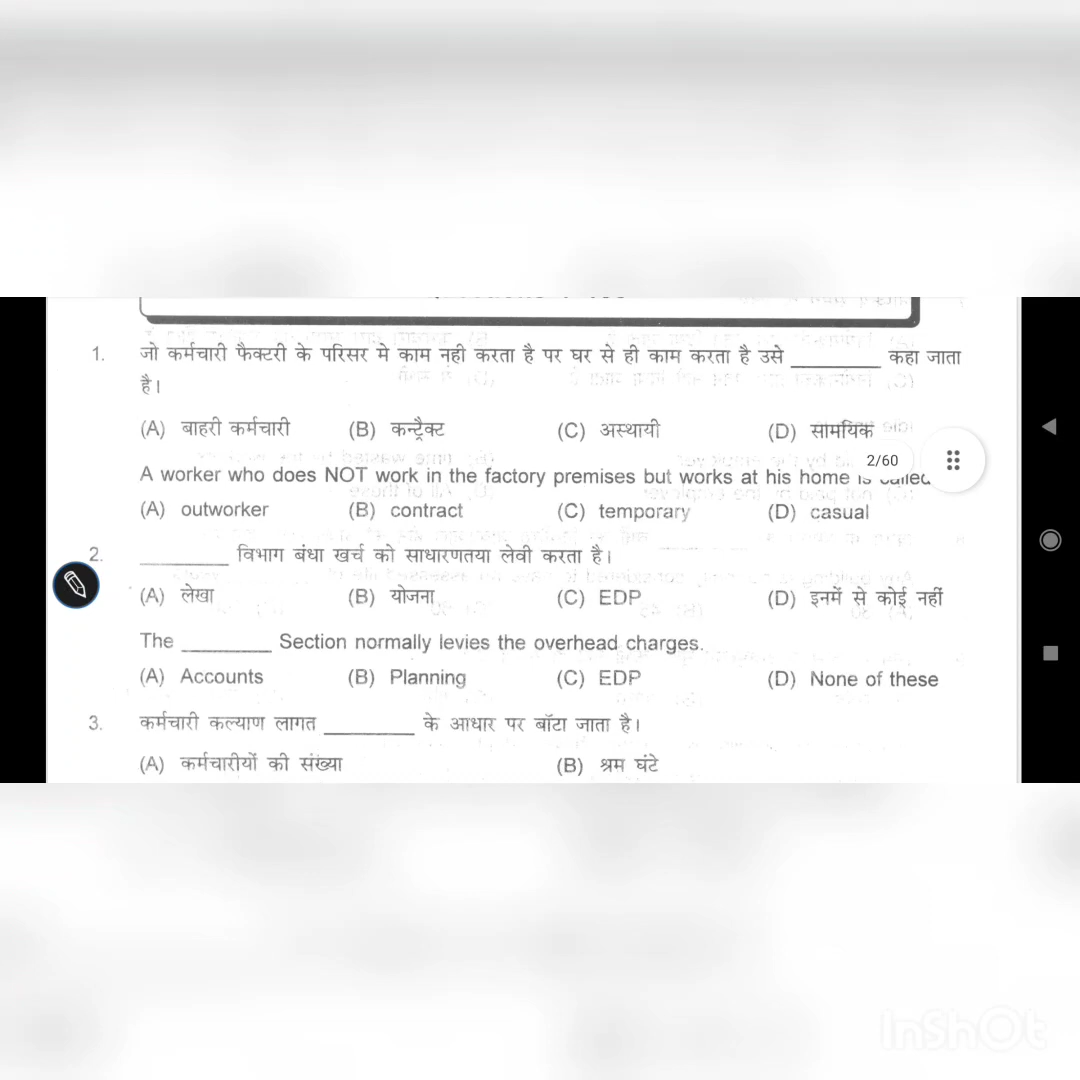 1. जो कर्मचारी फैक्टरी के परिसर मे काम नही करता है पर घर से ही काम करता है उसे ________ कहा जाता
है।
(A) बाहरी कर्मचारी (B) कन्ट्रैक्ट (C) अस्थायी (D) सामयिक
2/60
A worker who does NOT work in the factory premises but works at his home is called
(A) outworker (B) contract (C) temporary (D) casual
2. ________ विभाग बंधा खर्च को साधारणतया लेवी करता है।
(A) लेखा (B) योजना (C) EDP (D) इनमें से कोई नहीं
The ________ Section normally levies the overhead charges.
(A) Accounts (B) Planning (C) EDP (D) None of these
3. कर्मचारी कल्याण लागत ________ के आधार पर बॉटा जाता है।
(A) कर्मचारीयों की संख्या (B) श्रम घंटे
InShOt